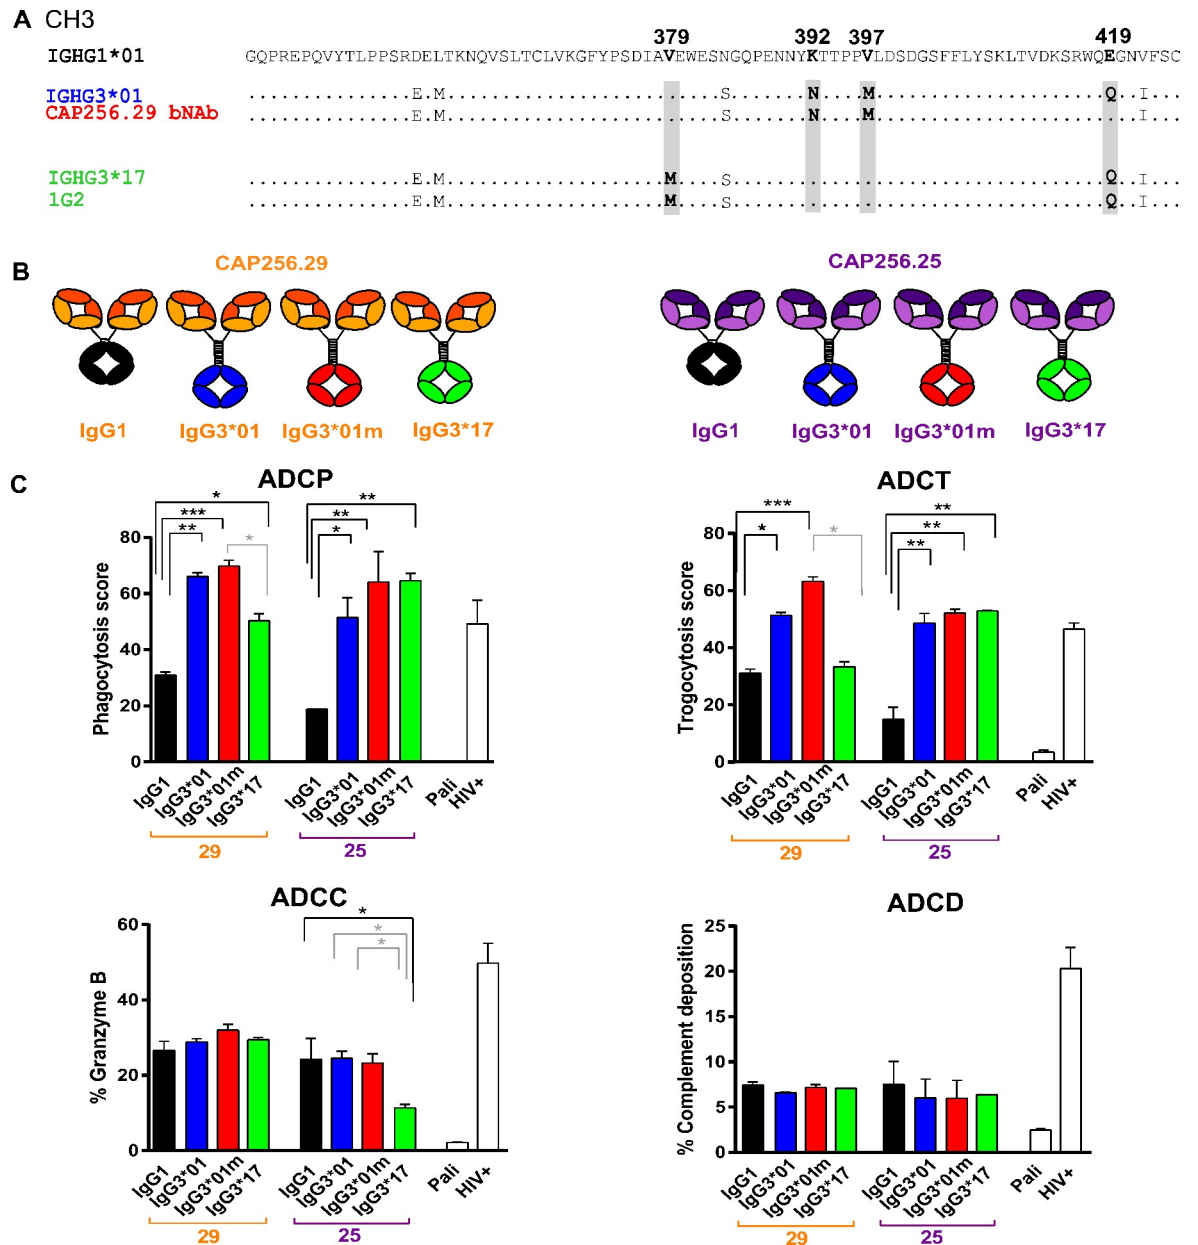 A CH3
379 392 397 419
IGHG1*01 GQPREPQVYTLPPSRDELTKNQVSLTCLVKGFYPSDIAVEWESNGQPENNYKTTPPVLDSDGSFFLYSKLTVDKSRWQEGNVFSC
IGHG3*01 ...............E.M.........................S.......N....M.....................Q..I...
CAP256.29 bNAb ...............E.M.........................S.......N....M.....................Q..I...
IGHG3*17 ...............E.M....................M....S..................................Q..I...
1G2 ...............E.M....................M....S..................................Q..I...
B
CAP256.29
IgG1 IgG3*01 IgG3*01m IgG3*17
CAP256.25
IgG1 IgG3*01 IgG3*01m IgG3*17
C
ADCP
Phagocytosis score
80
60
40
20
0
* *** ** *
** ** *
IgG1 IgG3*01 IgG3*01m IgG3*17 IgG1 IgG3*01 IgG3*01m IgG3*17 Pali HIV+
29 25
ADCT
Trogocytosis score
80
60
40
20
0
*** * *
** ** **
IgG1 IgG3*01 IgG3*01m IgG3*17 IgG1 IgG3*01 IgG3*01m IgG3*17 Pali HIV+
29 25
ADCC
% Granzyme B
60
40
20
0
* * *
IgG1 IgG3*01 IgG3*01m IgG3*17 IgG1 IgG3*01 IgG3*01m IgG3*17 Pali HIV+
29 25
ADCD
% Complement deposition
25
20
15
10
5
0
IgG1 IgG3*01 IgG3*01m IgG3*17 IgG1 IgG3*01 IgG3*01m IgG3*17 Pali HIV+
29 25